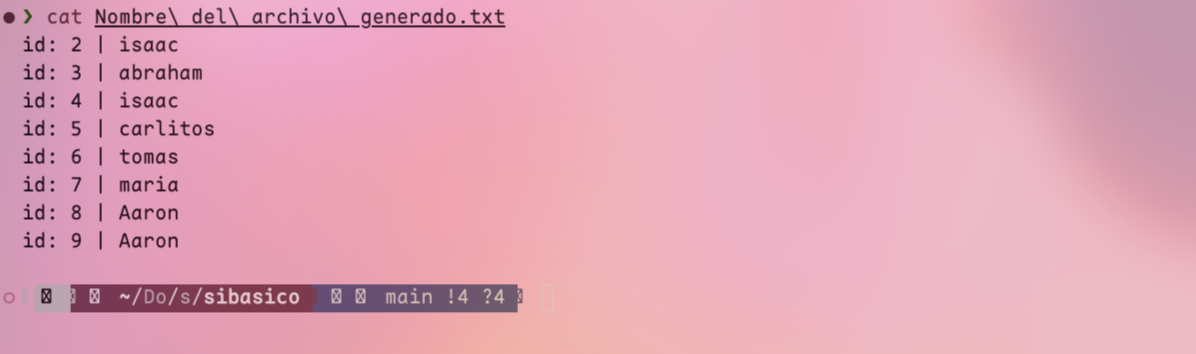 ❯ cat Nombre\ del\ archivo\ generado.txt
id: 2 | isaac
id: 3 | abraham
id: 4 | isaac
id: 5 | carlitos
id: 6 | tomas
id: 7 | maria
id: 8 | Aaron
id: 9 | Aaron
~/Do/s/sibasico main !4 ?4